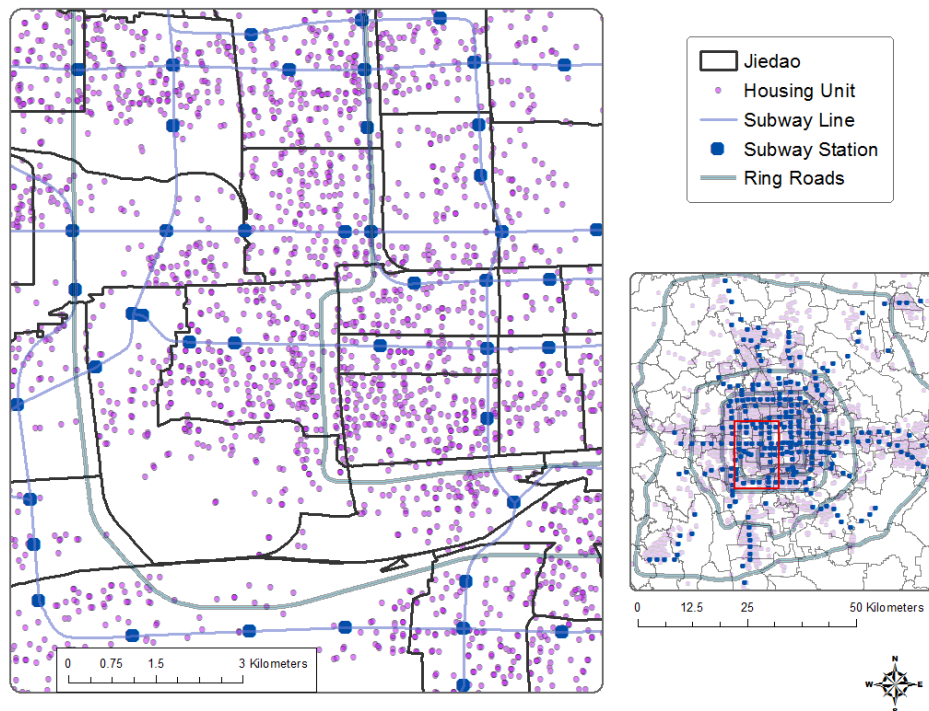 Jiedao
Housing Unit
Subway Line
Subway Station
Ring Roads
0 12.5 25 50 Kilometers
0 0.75 1.5 3 Kilometers
N
W E